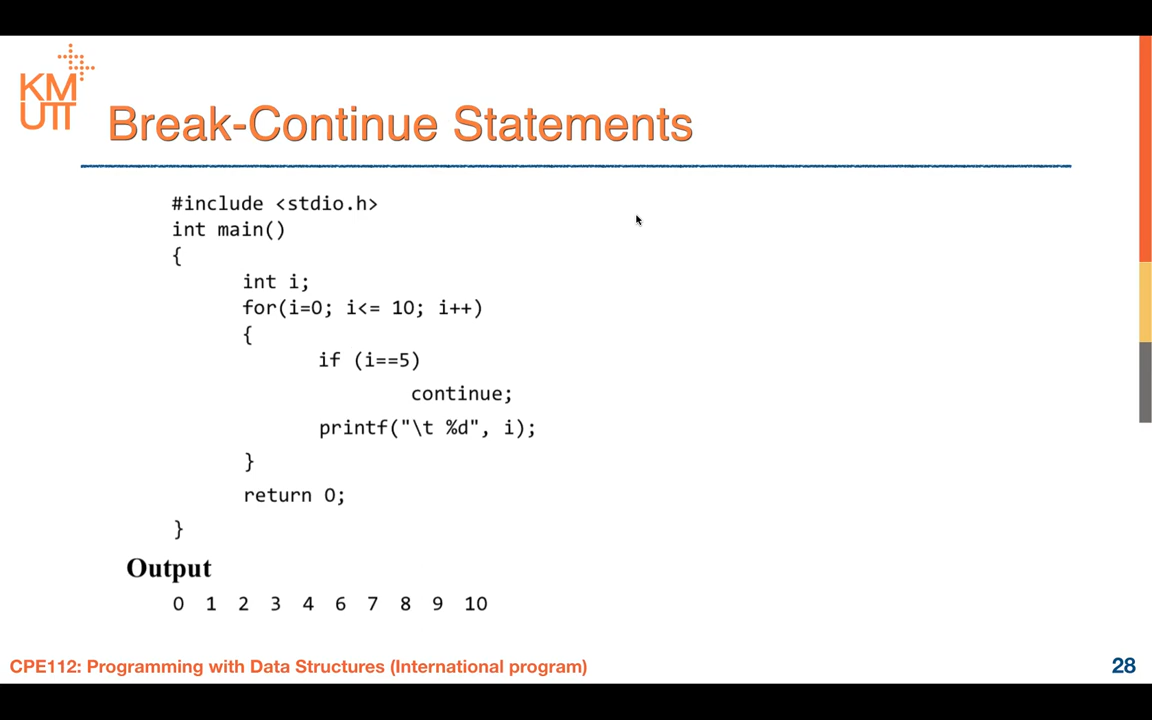 KM
UTT
Break-Continue Statements
#include <stdio.h>
int main()
{
int i;
for(i=0; i<= 10; i++)
{
if (i==5)
continue;
printf("\t %d", i);
}
return 0;
}
Output
0 1 2 3 4 6 7 8 9 10
CPE112: Programming with Data Structures (International program)
28